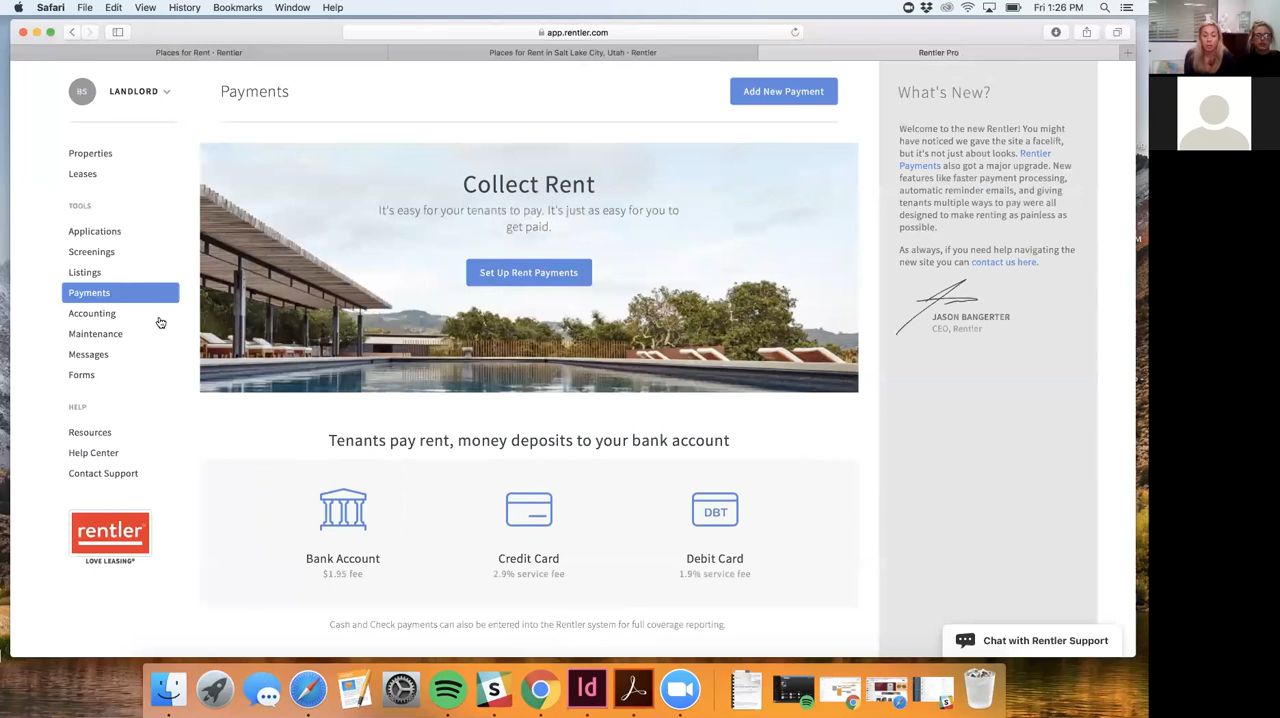 Safari File Edit View History Bookmarks Window Help
Fri 1:26 PM
app.rentler.com
Places for Rent - Rentler
Places for Rent in Salt Lake City, Utah - Rentler
Rentler Pro
BS LANDLORD
Payments
Add New Payment
What's New?
Properties
Leases
TOOLS
Applications
Screenings
Listings
Payments
Accounting
Maintenance
Messages
Forms
HELP
Resources
Help Center
Contact Support
rentler
LOVE LEASING®
Collect Rent
It's easy for your tenants to pay. It's just as easy for you to
get paid.
Set Up Rent Payments
Tenants pay rent, money deposits to your bank account
DBT
Bank Account
$1.95 fee
Credit Card
2.9% service fee
Debit Card
1.9% service fee
Cash and Check payments can also be entered into the Rentler system for full coverage reporting.
Welcome to the new Rentler! You might
have noticed we gave the site a facelift,
but it's not just about looks. Rentler
Payments also got a major upgrade. New
features like faster payment processing,
automatic reminder emails, and giving
tenants multiple ways to pay were all
designed to make renting as painless as
possible.
As always, if you need help navigating the
new site you can contact us here.
JASON BANGERTER
CEO, Rentler
Chat with Rentler Support
Id